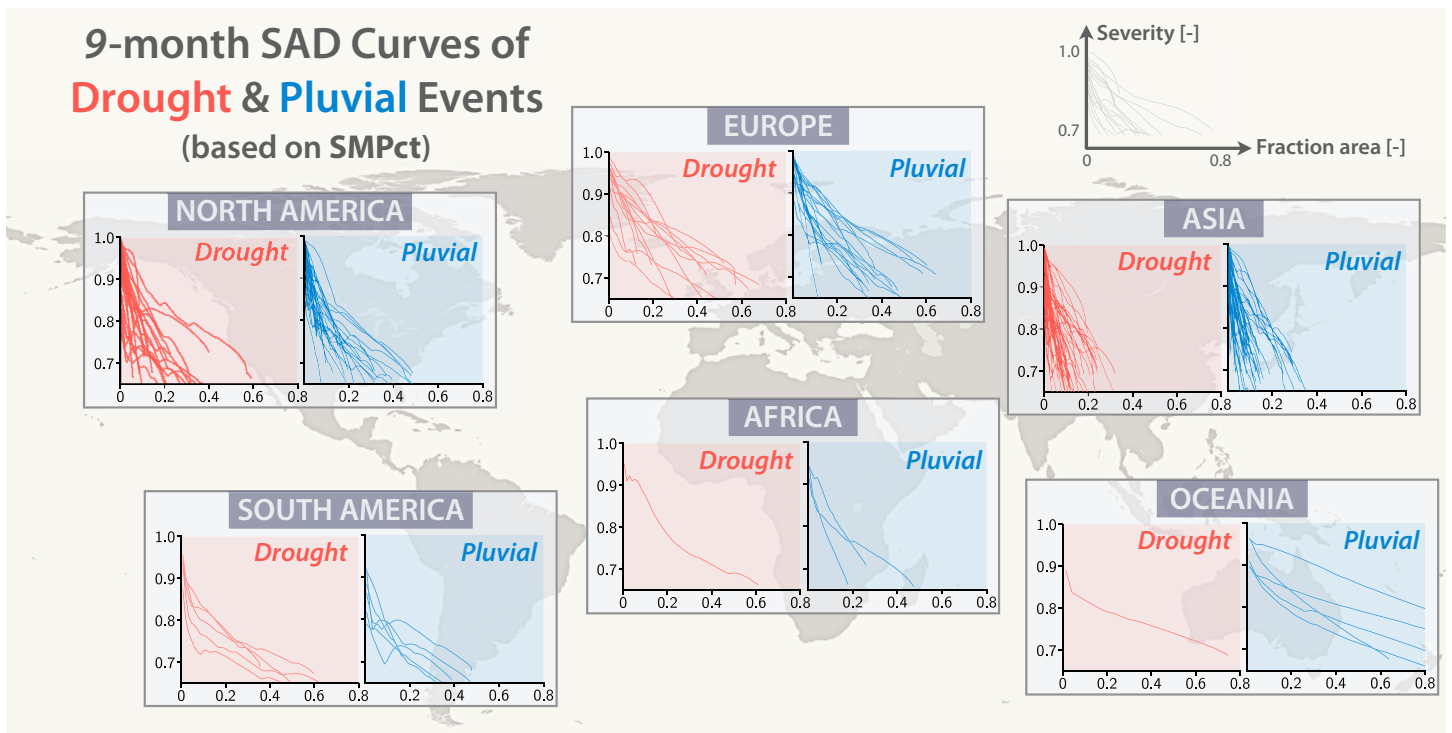 9-month SAD Curves of
Drought & Pluvial Events
(based on SMPct)
Severity [-]
1.0
0.7
0
0.8
Fraction area [-]
NORTH AMERICA
Drought
Pluvial
1.0
0.9
0.8
0.7
0 0.2 0.4 0.6 0.8 0.2 0.4 0.6 0.8
EUROPE
Drought
Pluvial
1.0
0.9
0.8
0.7
0 0.2 0.4 0.6 0.8 0.2 0.4 0.6 0.8
ASIA
Drought
Pluvial
1.0
0.9
0.8
0.7
0 0.2 0.4 0.6 0.8 0.2 0.4 0.6 0.8
SOUTH AMERICA
Drought
Pluvial
1.0
0.9
0.8
0.7
0 0.2 0.4 0.6 0.8 0.2 0.4 0.6 0.8
AFRICA
Drought
Pluvial
1.0
0.9
0.8
0.7
0 0.2 0.4 0.6 0.8 0.2 0.4 0.6 0.8
OCEANIA
Drought
Pluvial
1.0
0.9
0.8
0.7
0.2 0.4 0.6 0.8 0.2 0.4 0.6 0.8